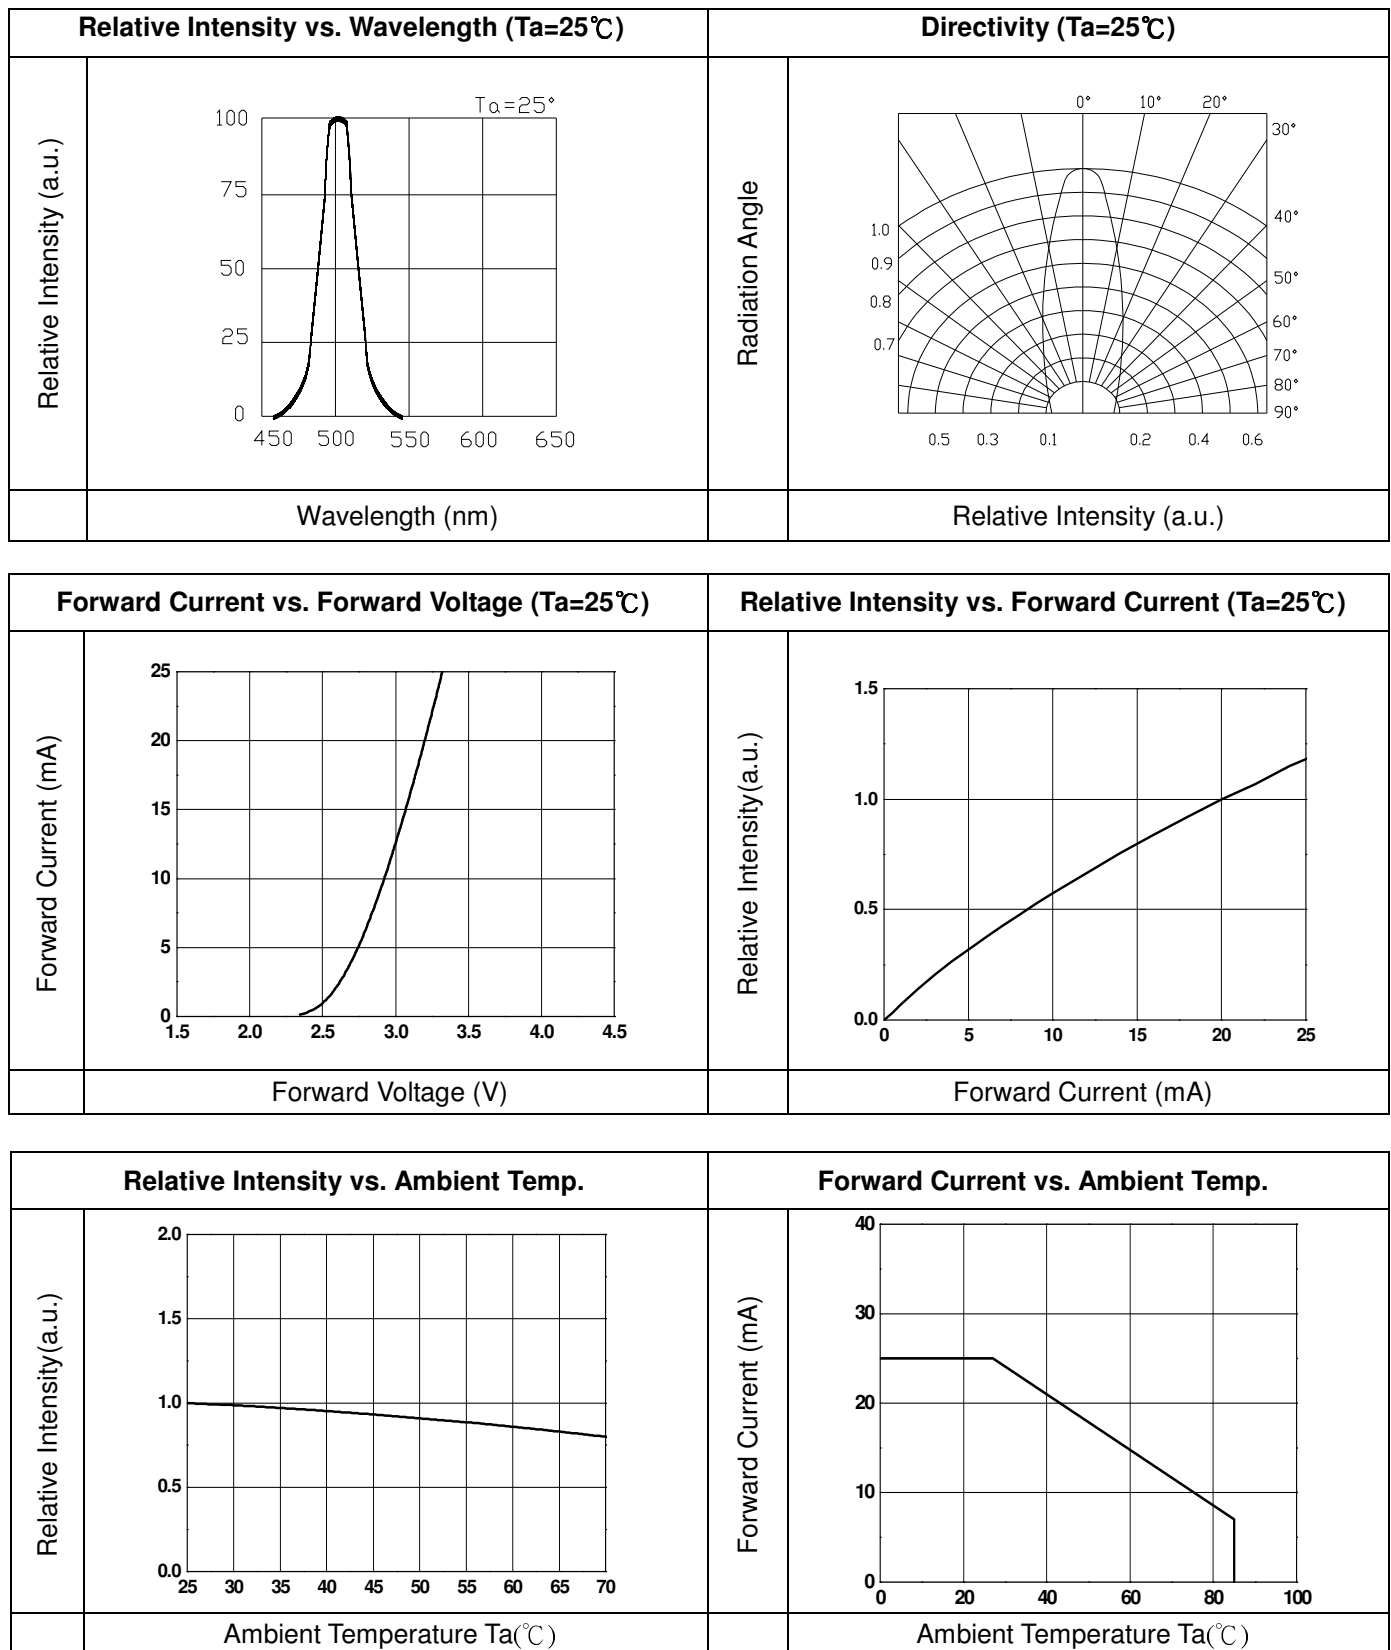 Relative Intensity vs. Wavelength (Ta=25℃)
Directivity (Ta=25℃)
Relative Intensity (a.u.)
Ta=25°
100
75
50
25
0
450 500 550 600 650
Wavelength (nm)
Radiation Angle
0° 10° 20°
30°
40°
50°
60°
70°
80°
90°
1.0
0.9
0.8
0.7
0.5 0.3 0.1 0.2 0.4 0.6
Relative Intensity (a.u.)
Forward Current vs. Forward Voltage (Ta=25℃)
Relative Intensity vs. Forward Current (Ta=25℃)
Forward Current (mA)
25
20
15
10
5
0
1.5 2.0 2.5 3.0 3.5 4.0 4.5
Forward Voltage (V)
Relative Intensity(a.u.)
1.5
1.0
0.5
0.0
0 5 10 15 20 25
Forward Current (mA)
Relative Intensity vs. Ambient Temp.
Forward Current vs. Ambient Temp.
Relative Intensity(a.u.)
2.0
1.5
1.0
0.5
0.0
25 30 35 40 45 50 55 60 65 70
Ambient Temperature Ta(℃)
Forward Current (mA)
40
30
20
10
0
0 20 40 60 80 100
Ambient Temperature Ta(℃)